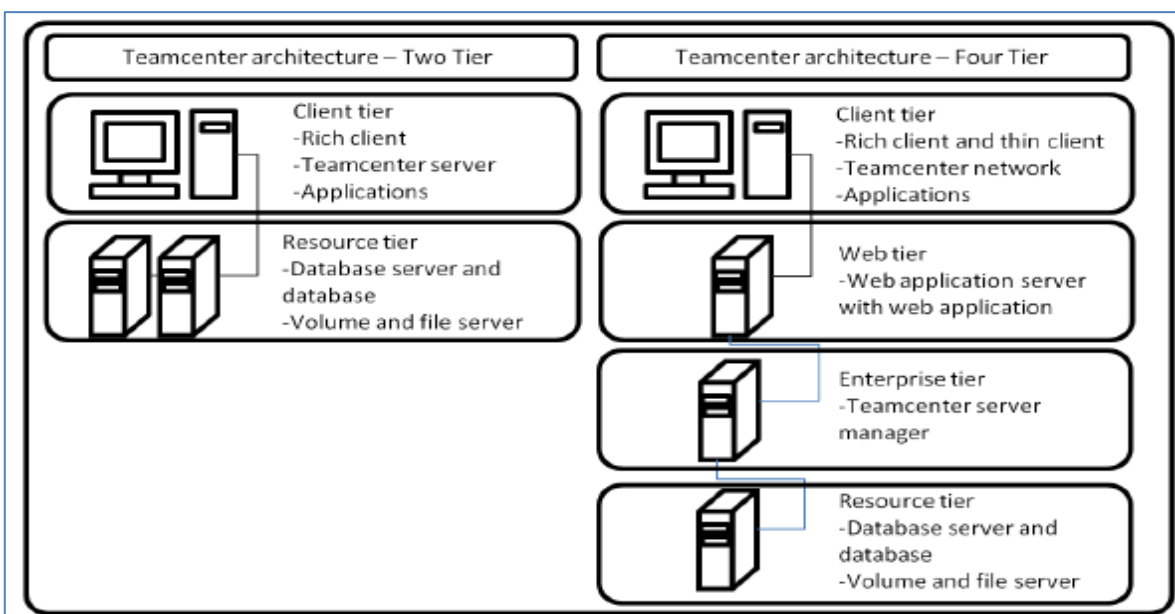 Teamcenter architecture – Two Tier
Client tier
-Rich client
-Teamcenter server
-Applications
Resource tier
-Database server and
database
-Volume and file server
Teamcenter architecture – Four Tier
Client tier
-Rich client and thin client
-Teamcenter network
-Applications
Web tier
-Web application server
with web application
Enterprise tier
-Teamcenter server
manager
Resource tier
-Database server and
database
-Volume and file server